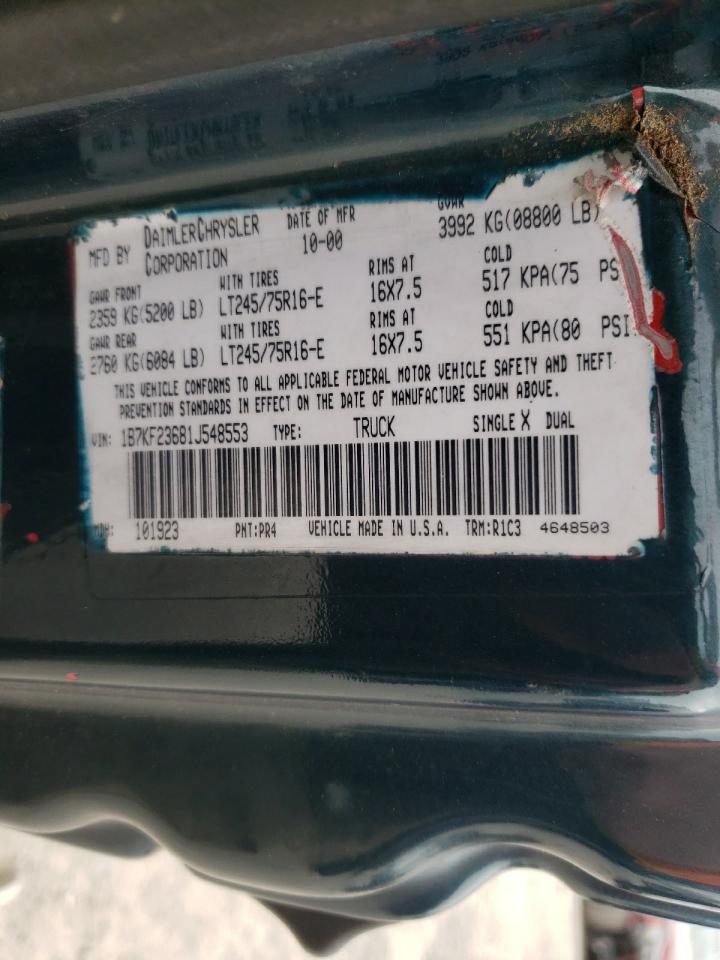 MFD BY DAIMLERCHRYSLER CORPORATION DATE OF MFR 10-00 GVWR 3992 KG(08800 LB)
GAWR FRONT WITH TIRES RIMS AT COLD
2359 KG(5200 LB) LT245/75R16-E 16X7.5 517 KPA(75 PS
GAWR REAR WITH TIRES RIMS AT COLD
2760 KG(6084 LB) LT245/75R16-E 16X7.5 551 KPA(80 PSI
THIS VEHICLE CONFORMS TO ALL APPLICABLE FEDERAL MOTOR VEHICLE SAFETY AND THEFT
PREVENTION STANDARDS IN EFFECT ON THE DATE OF MANUFACTURE SHOWN ABOVE.
VIN: 1B7KF23681J548553 TYPE: TRUCK SINGLE X DUAL
MDH: 101923 PNT:PR4 VEHICLE MADE IN U.S.A. TRM:R1C3 4648503